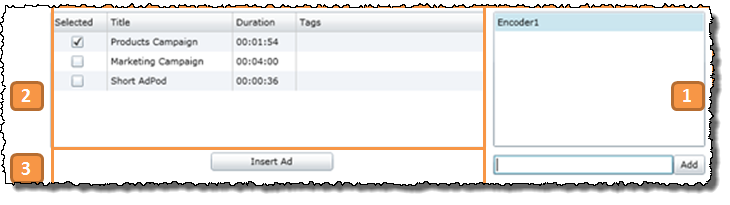 Selected Title Duration Tags
Products Campaign 00:01:54
Marketing Campaign 00:04:00
Short AdPod 00:00:36
2
3
Insert Ad
Encoder1
1
Add